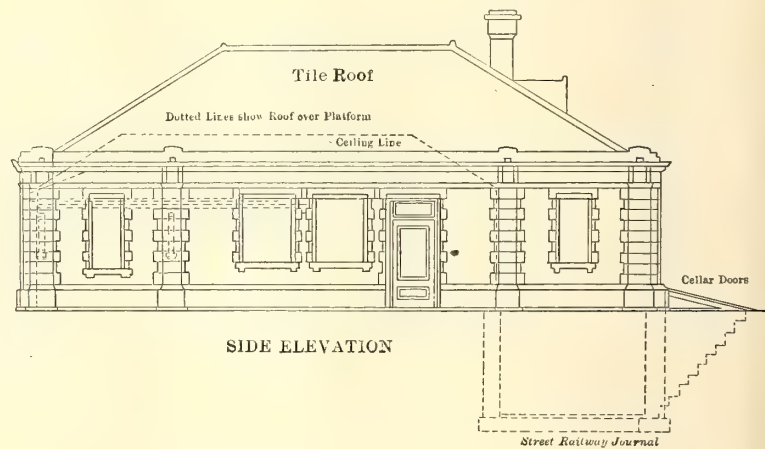 Tile Roof
Dotted Lines show Roof over Platform
Ceiling Line
Cellar Doors
SIDE ELEVATION
Street Railway Journal